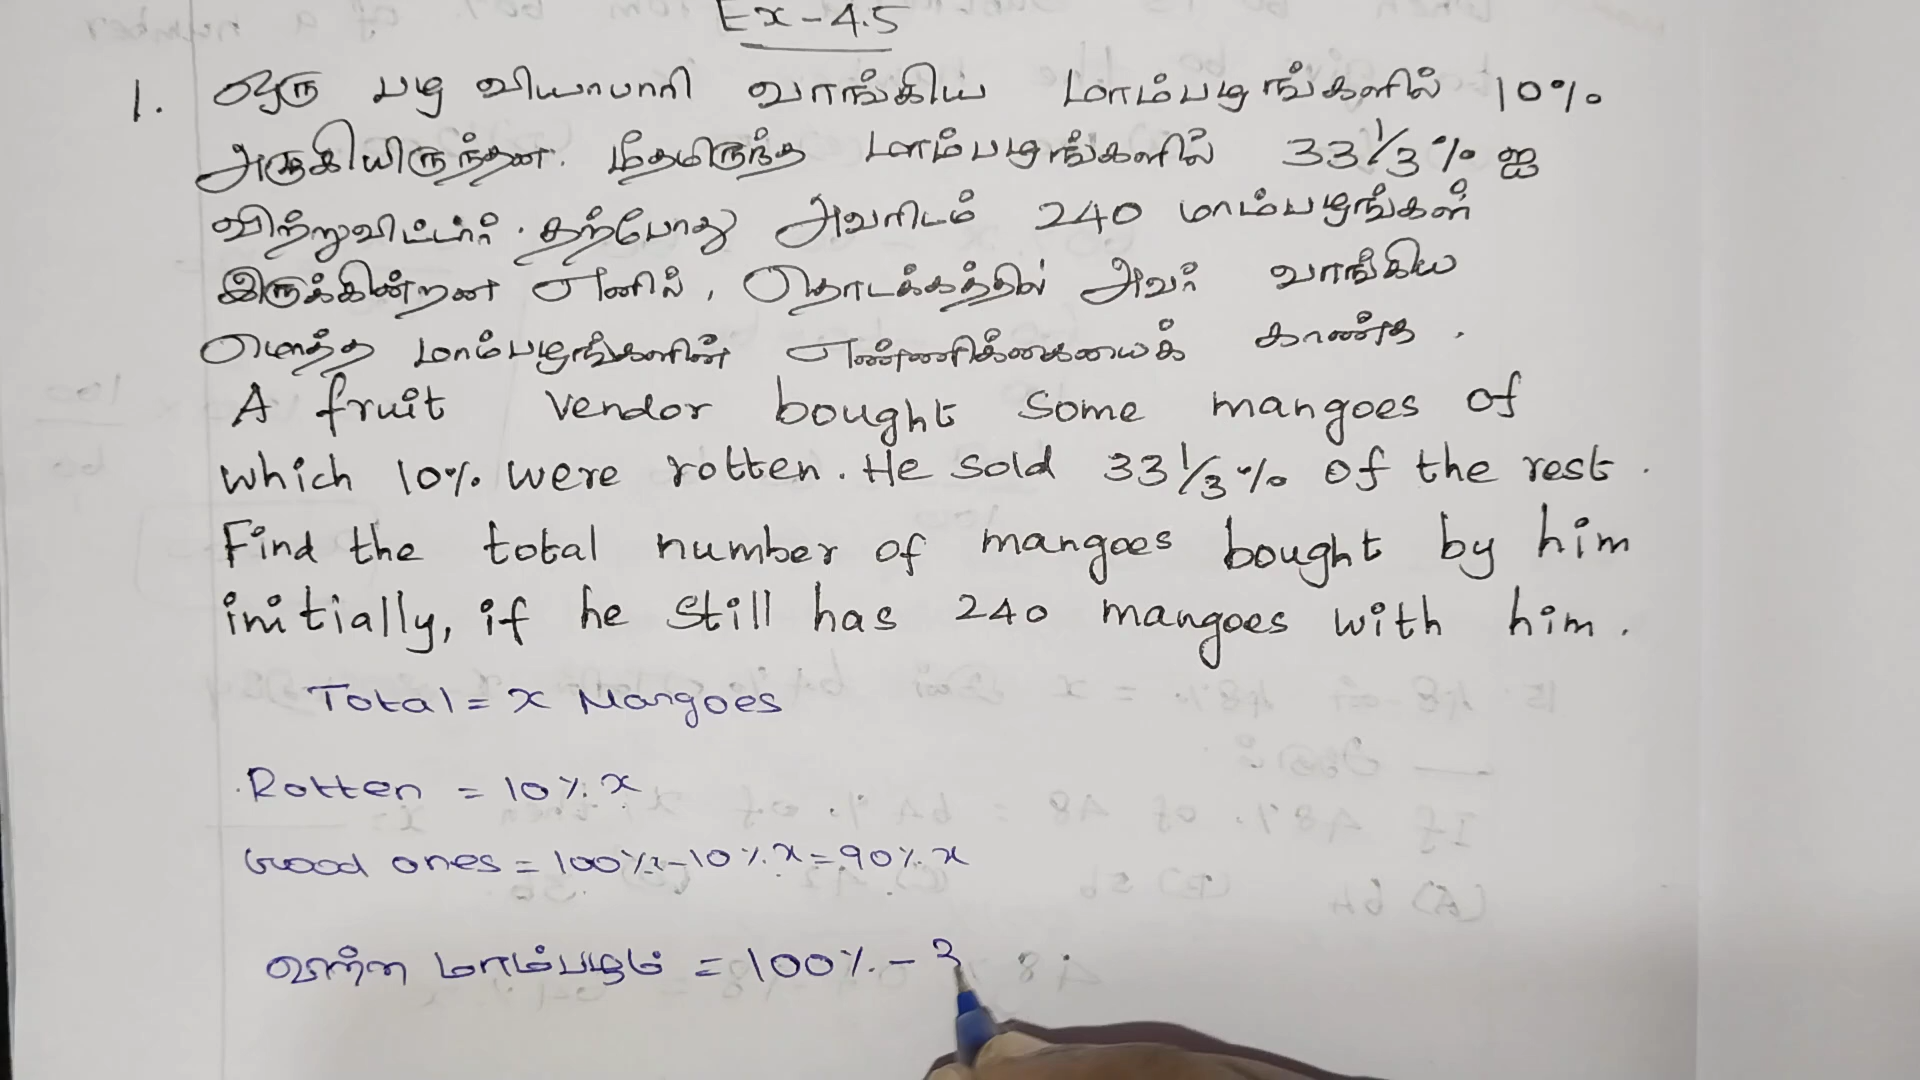 Ex-4.5
1. ஒரு பழ வியாபாரி வாங்கிய மாம்பழங்களில் 10%
அழுகியிருந்தன. மீதமிருந்த மாம்பழங்களில் 33 1/3 % ஐ
விற்றுவிட்டார். தற்போது அவரிடம் 240 மாம்பழங்கள்
இருக்கின்றன எனில், தொடக்கத்தில் அவர் வாங்கிய
மொத்த மாம்பழங்களின் எண்ணிக்கையைக் காண்க.
A fruit vendor bought some mangoes of
which 10% were rotten. He sold 33 1/3 % of the rest.
Find the total number of mangoes bought by him
initially, if he still has 240 mangoes with him.
Total = x Mangoes
Rotten = 10% x
Good ones = 100%x - 10% x = 90% x
மாம்பழம் = 100% - 3